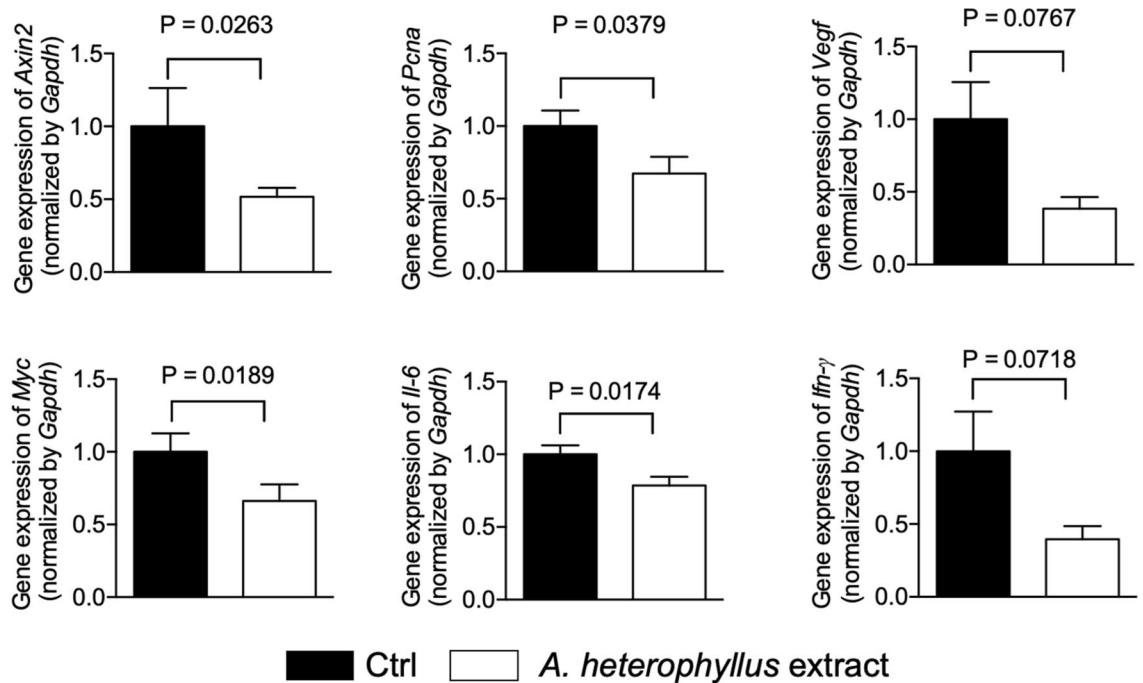 P = 0.0263
Gene expression of Axin2
(normalized by Gapdh)
1.5
1.0
0.5
0.0
P = 0.0379
Gene expression of Pcna
(normalized by Gapdh)
1.5
1.0
0.5
0.0
P = 0.0767
Gene expression of Vegf
(normalized by Gapdh)
1.5
1.0
0.5
0.0
P = 0.0189
Gene expression of Myc
(normalized by Gapdh)
1.5
1.0
0.5
0.0
P = 0.0174
Gene expression of Il-6
(normalized by Gapdh)
1.5
1.0
0.5
0.0
P = 0.0718
Gene expression of Ifn-γ
(normalized by Gapdh)
1.5
1.0
0.5
0.0
Ctrl A. heterophyllus extract